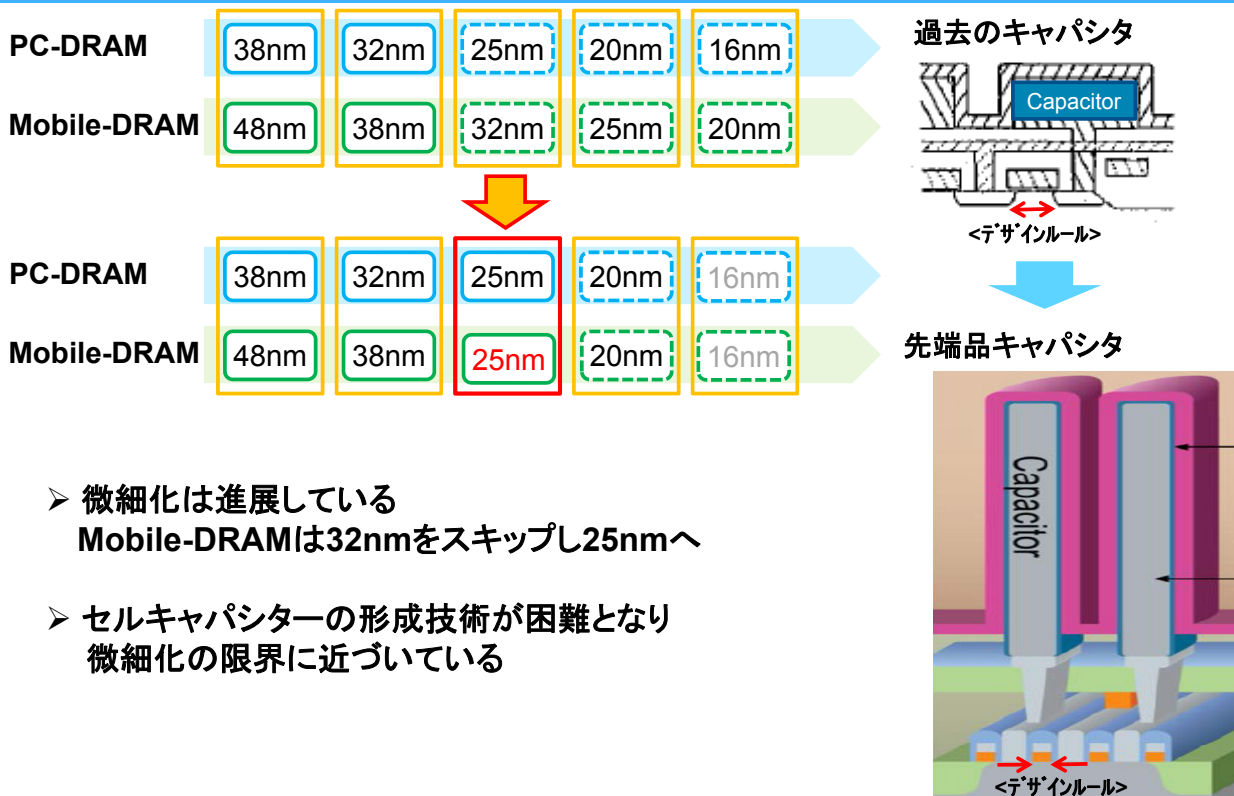 PC-DRAM
38nm 32nm 25nm 20nm 16nm
Mobile-DRAM
48nm 38nm 32nm 25nm 20nm
PC-DRAM
38nm 32nm 25nm 20nm 16nm
Mobile-DRAM
48nm 38nm 25nm 20nm 16nm
➢ 微細化は進展している
Mobile-DRAMは32nmをスキップし25nmへ
➢ セルキャパシターの形成技術が困難となり
微細化の限界に近づいている
過去のキャパシタ
Capacitor
<デザインルール>
先端品キャパシタ
Capacitor
<デザインルール>